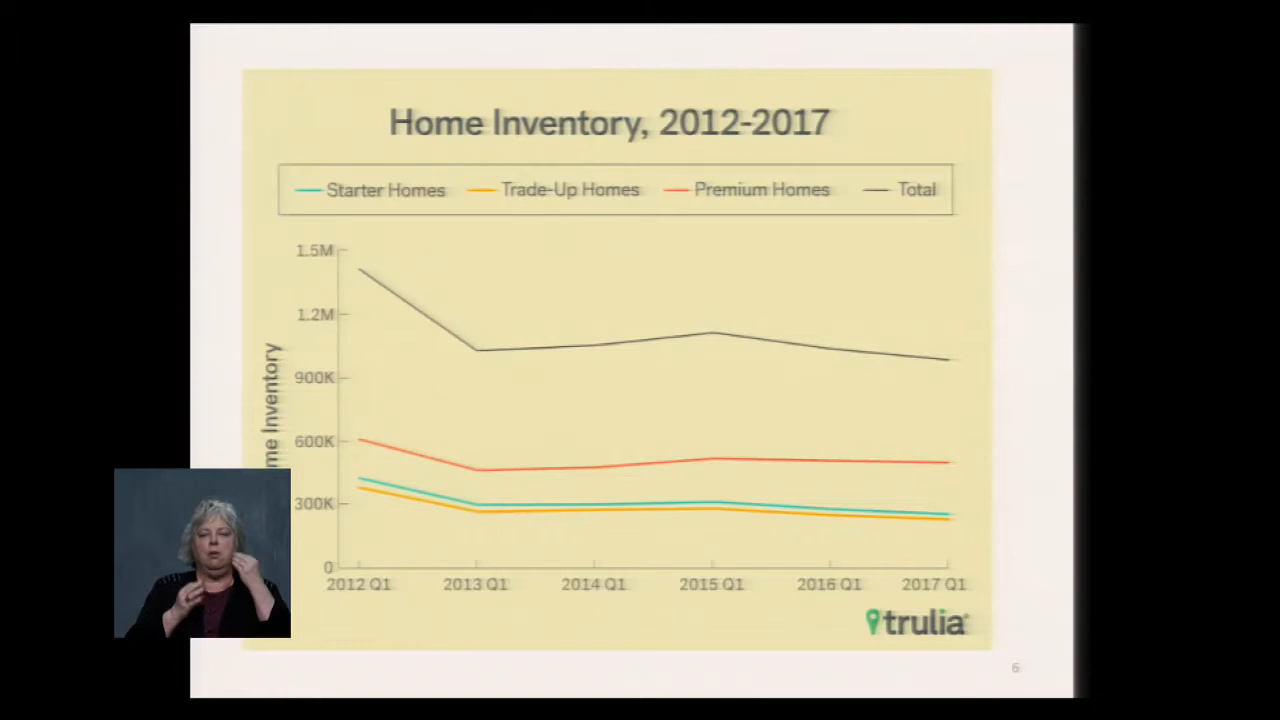 Home Inventory, 2012-2017
Starter Homes Trade-Up Homes Premium Homes Total
1.5M
1.2M
900K
600K
300K
0
me Inventory
2012 Q1 2013 Q1 2014 Q1 2015 Q1 2016 Q1 2017 Q1
trulia
6